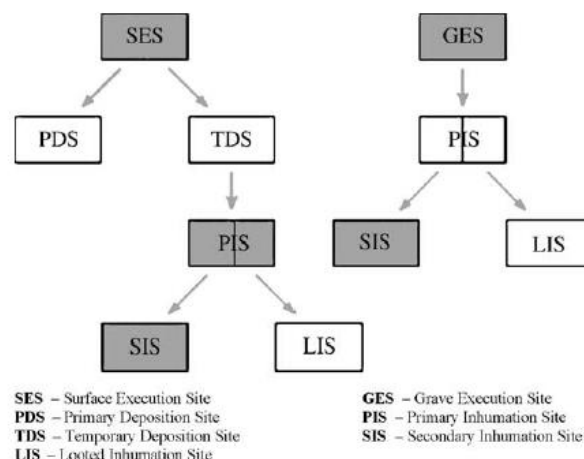 SES GES
PDS TDS PIS
PIS SIS LIS
SIS LIS
SES – Surface Execution Site
PDS – Primary Deposition Site
TDS – Temporary Deposition Site
LIS – Looted Inhumation Site
GES – Grave Execution Site
PIS – Primary Inhumation Site
SIS – Secondary Inhumation Site